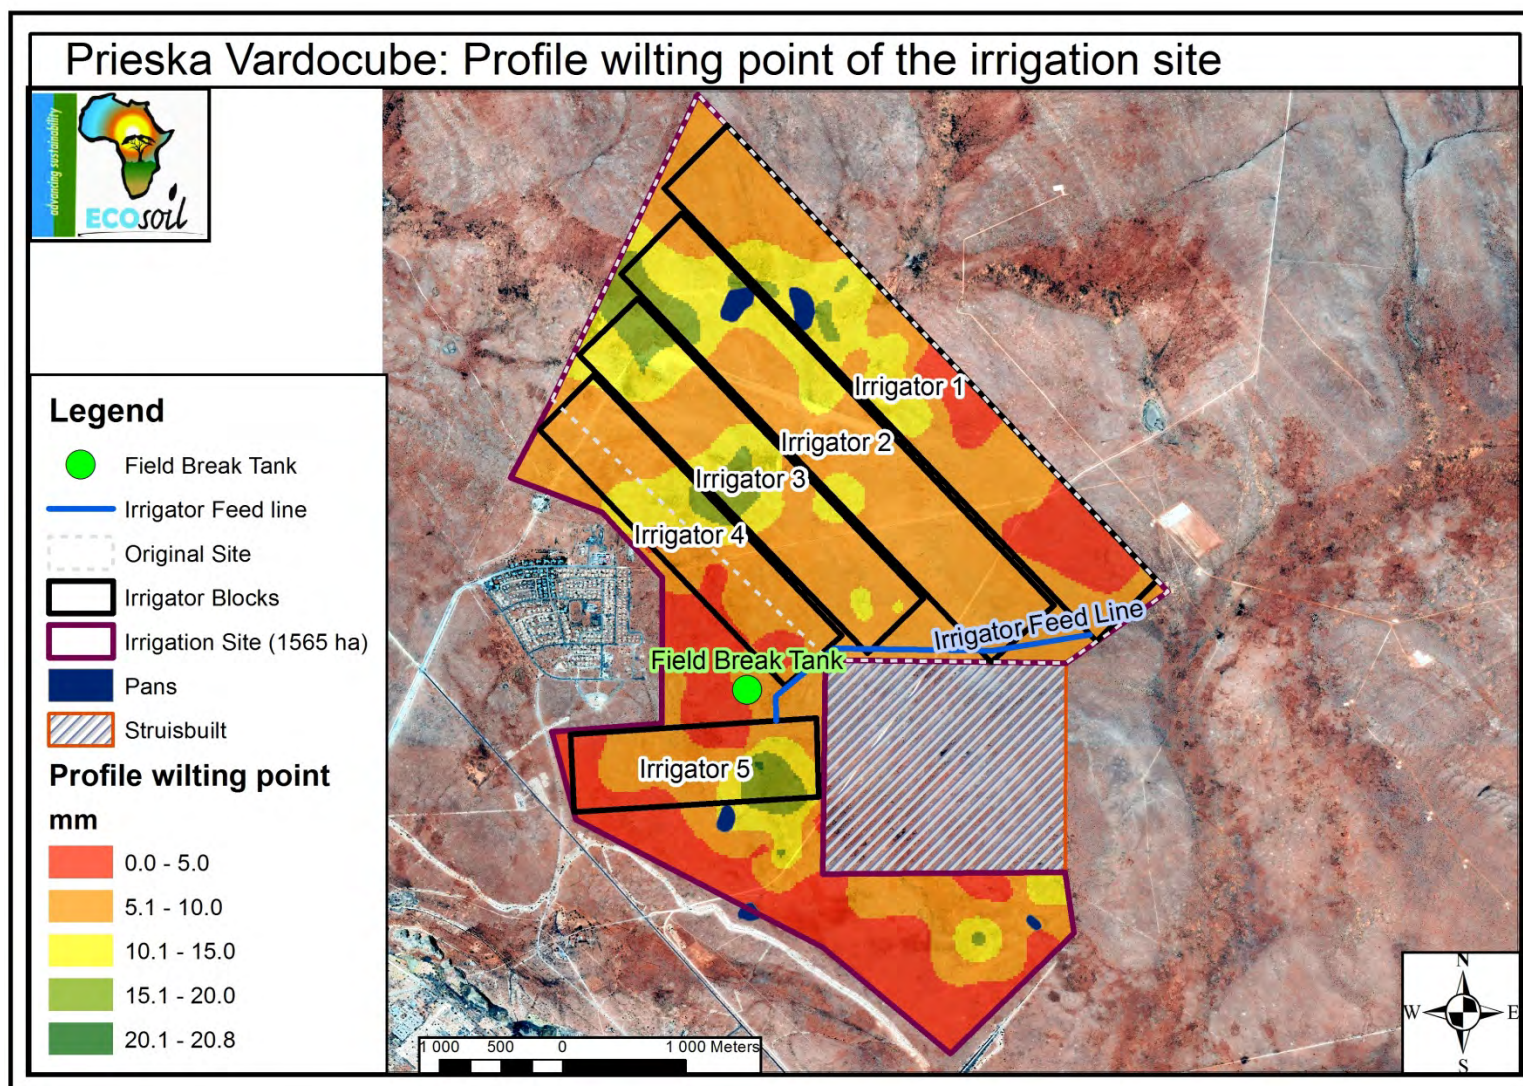 Prieska Vardocube: Profile wilting point of the irrigation site
advancing sustainability
ECOsoil
Legend
Field Break Tank
Irrigator Feed line
Original Site
Irrigator Blocks
Irrigation Site (1565 ha)
Pans
Struisbuilt
Profile wilting point
mm
0.0 - 5.0
5.1 - 10.0
10.1 - 15.0
15.1 - 20.0
20.1 - 20.8
Irrigator 1
Irrigator 2
Irrigator 3
Irrigator 4
Irrigator Feed Line
Field Break Tank
Irrigator 5
1 000 500 0 1 000 Meters
N
W E
S